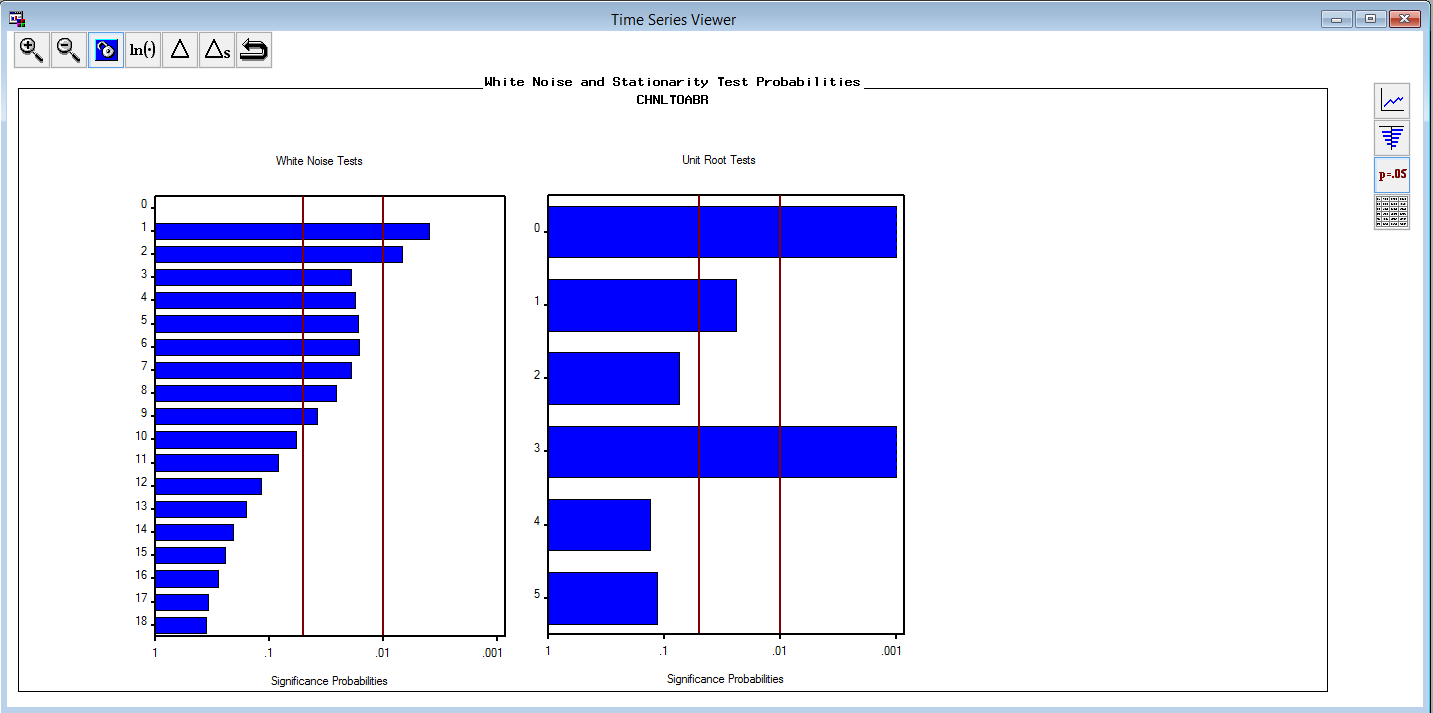 Time Series Viewer
ln(·)
Δ
Δs
White Noise and Stationarity Test Probabilities
CHNLTOABR
p=.05
White Noise Tests
0
1
2
3
4
5
6
7
8
9
10
11
12
13
14
15
16
17
18
1 .1 .01 .001
Significance Probabilities
Unit Root Tests
0
1
2
3
4
5
1 .1 .01 .001
Significance Probabilities